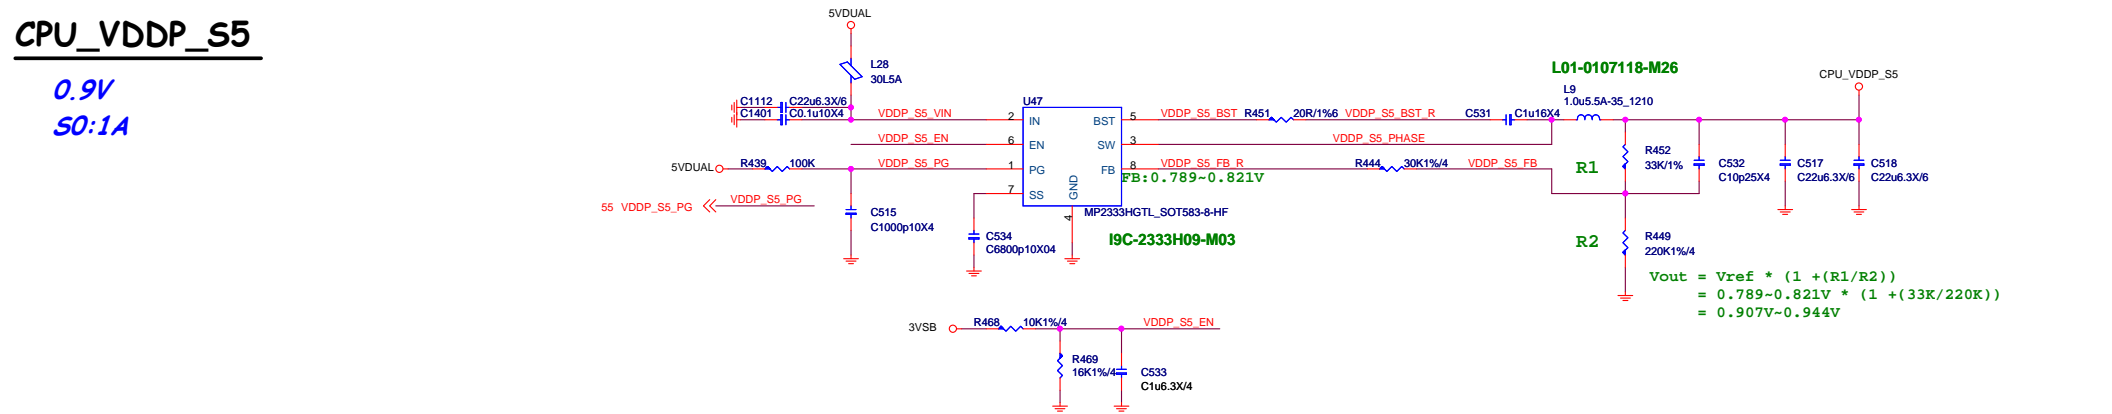 CPU_VDDP_S5
0.9V
S0:1A
5VDUAL
L28
30L5A
C1112 C22u6.3X/6
C1401 C0.1u10X4
VDDP_S5_VIN
VDDP_S5_EN
5VDUAL R439 100K VDDP_S5_PG
55 VDDP_S5_PG VDDP_S5_PG
C515
C1000p10X4
U47
2 IN
6 EN
1 PG
7 SS
BST 5
SW 3
FB 8
GND
4
MP2333HGTL_SOT583-8-HF
I9C-2333H09-M03
C534
C6800p10X04
VDDP_S5_BST R451 20R/1%6 VDDP_S5_BST_R C531 C1u16X4
VDDP_S5_PHASE
VDDP_S5_FB_R R444 30K1%/4 VDDP_S5_FB
FB:0.789~0.821V
L01-0107118-M26
L9
1.0u5.5A-35_1210
CPU_VDDP_S5
R1
R452
33K/1%
C532
C10p25X4
C517
C22u6.3X/6
C518
C22u6.3X/6
R2
R449
220K1%/4
Vout = Vref * (1 +(R1/R2))
= 0.789~0.821V * (1 +(33K/220K))
= 0.907V~0.944V
3VSB R468 10K1%/4 VDDP_S5_EN
R469
16K1%/4
C533
C1u6.3X/4